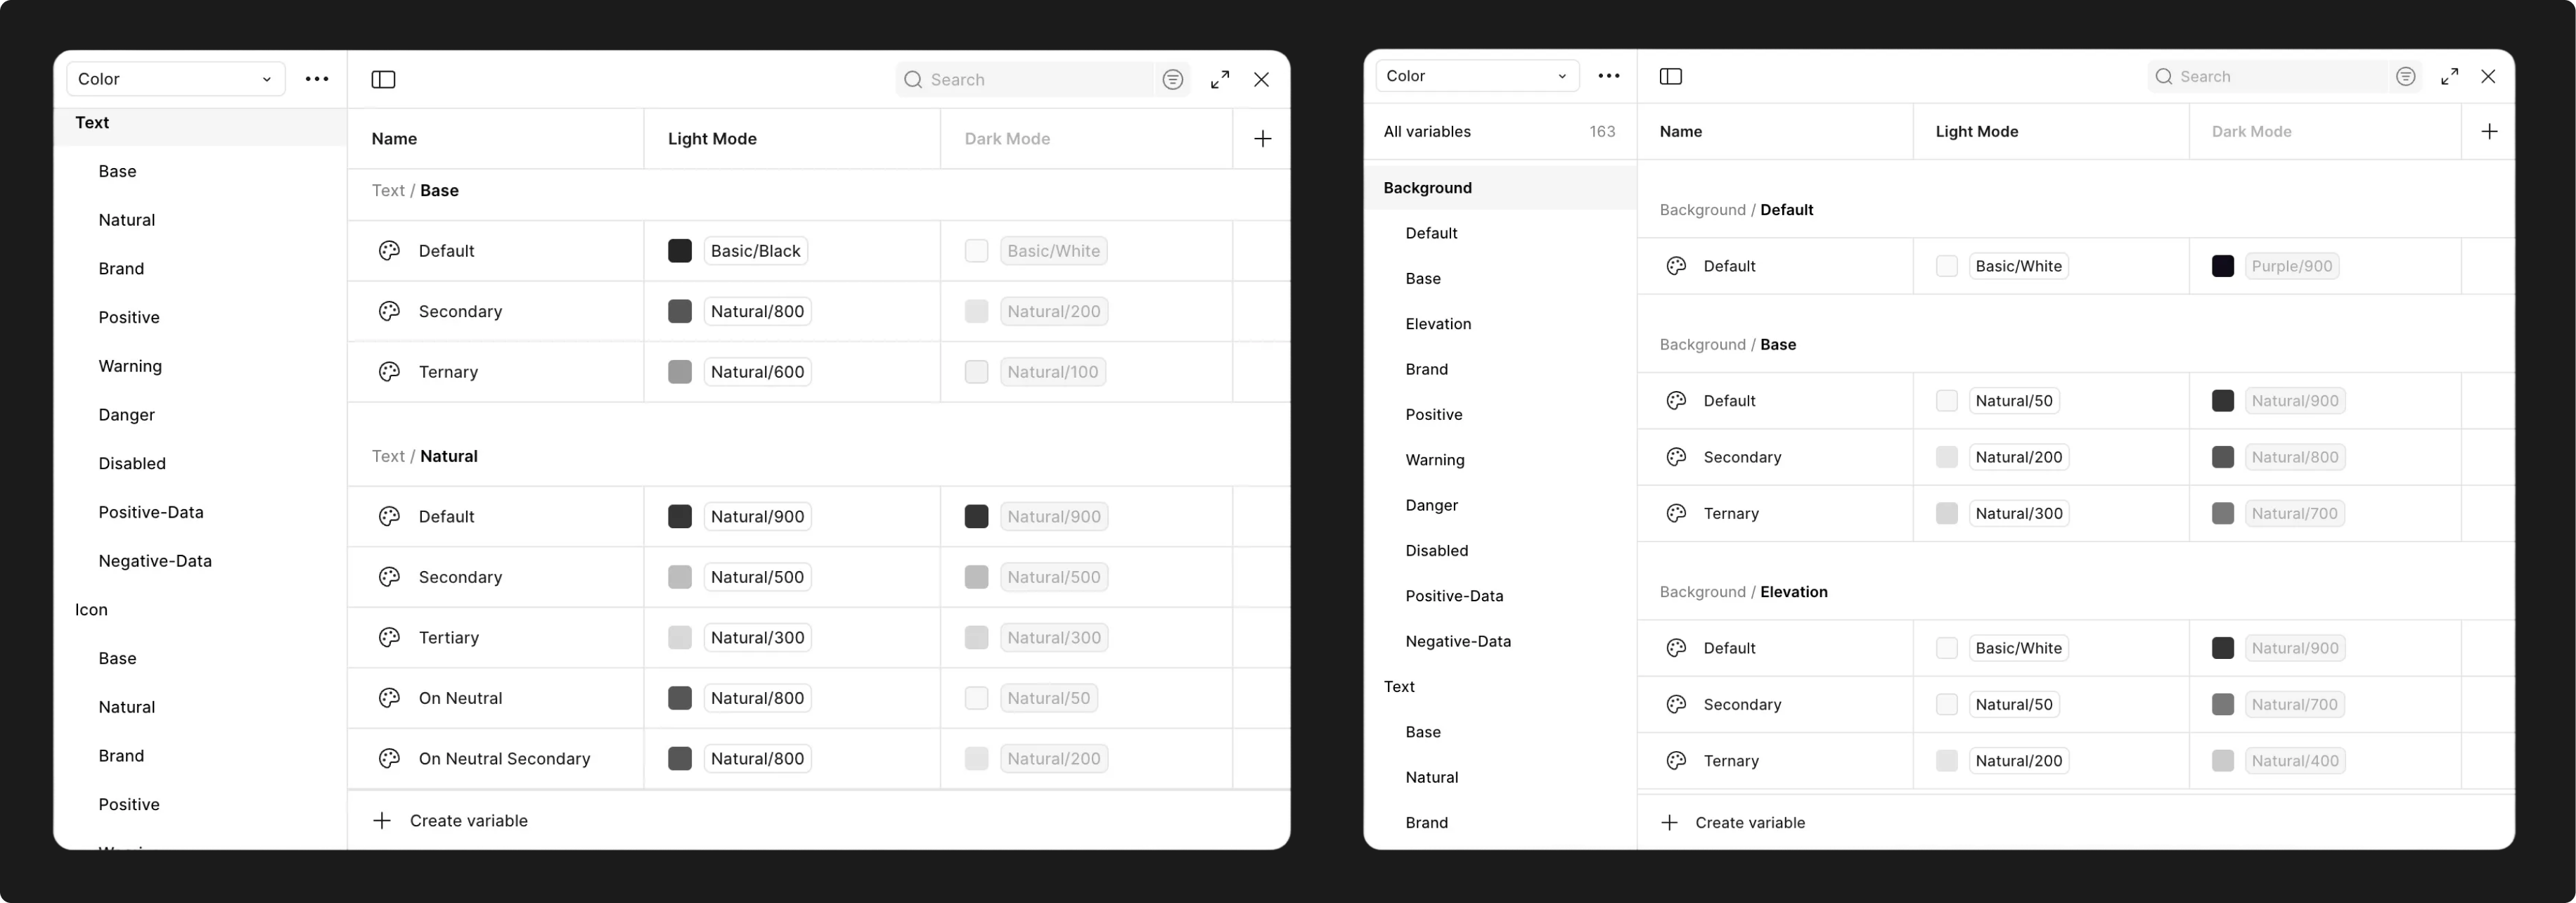 Color
Search
Text
Base
Natural
Brand
Positive
Warning
Danger
Disabled
Positive-Data
Negative-Data
Icon
Base
Natural
Brand
Positive
Name Light Mode Dark Mode
Text / Base
Default Basic/Black Basic/White
Secondary Natural/800 Natural/200
Ternary Natural/600 Natural/100
Text / Natural
Default Natural/900 Natural/900
Secondary Natural/500 Natural/500
Tertiary Natural/300 Natural/300
On Neutral Natural/800 Natural/50
On Neutral Secondary Natural/800 Natural/200
Create variable
Color
Search
All variables 163
Background
Default
Base
Elevation
Brand
Positive
Warning
Danger
Disabled
Positive-Data
Negative-Data
Text
Base
Natural
Brand
Name Light Mode Dark Mode
Background / Default
Default Basic/White Purple/900
Background / Base
Default Natural/50 Natural/900
Secondary Natural/200 Natural/800
Ternary Natural/300 Natural/700
Background / Elevation
Default Basic/White Natural/900
Secondary Natural/50 Natural/700
Ternary Natural/200 Natural/400
Create variable